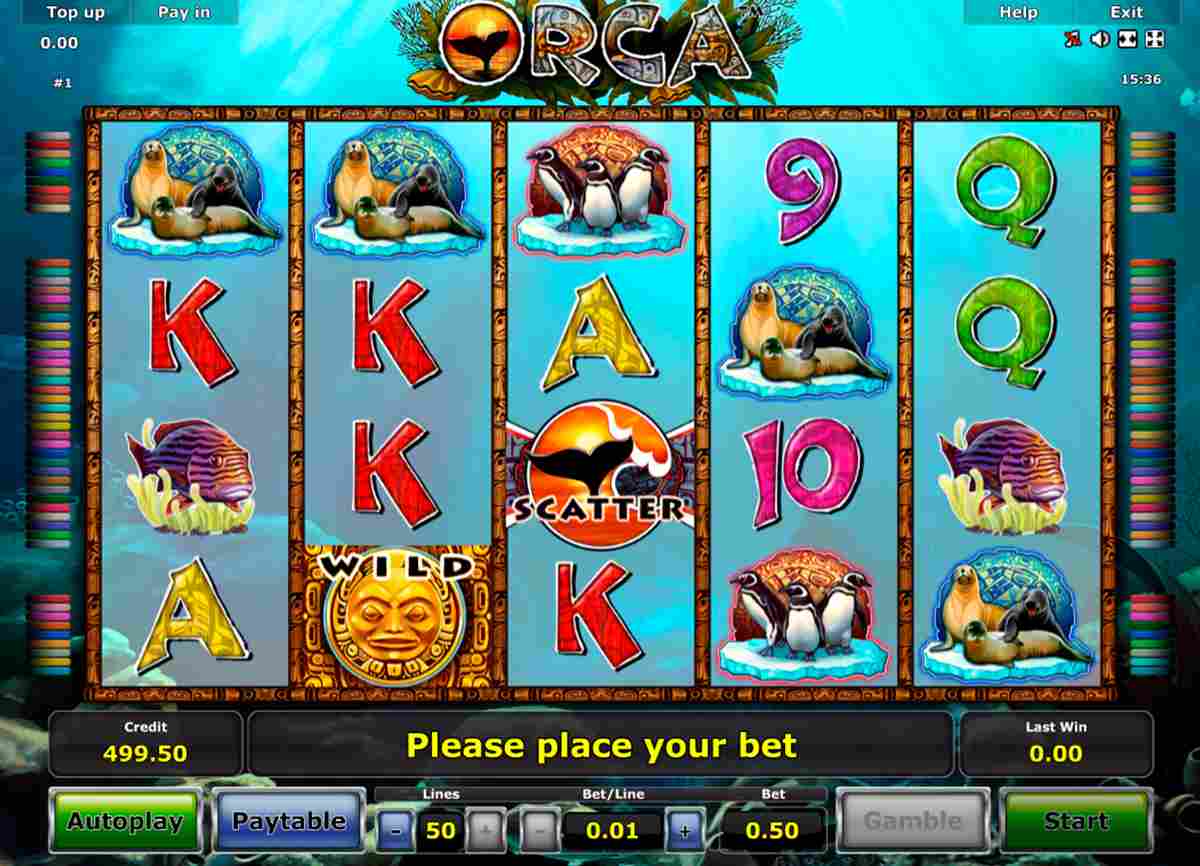 Top up Pay in ORCA Help Exit
0.00
#1 15:36
9 Q
K K A Q
K SCATTER 10
A WILD K
Credit Last Win
499.50 Please place your bet 0.00
Lines Bet/Line Bet
Autoplay Paytable - 50 + - 0.01 + 0.50 Gamble Start